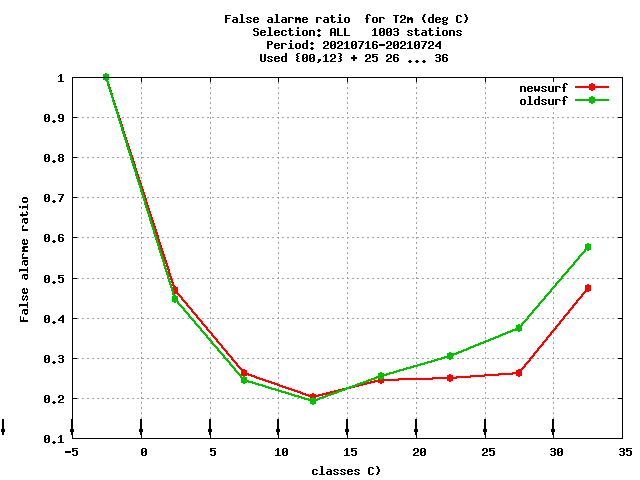 False alarme ratio  for T2m (deg C)
Selection: ALL   1003 stations
Period: 20210716-20210724
Used {00,12} + 25 26 ... 36
newsurf
oldsurf
1
0.9
0.8
0.7
0.6
0.5
0.4
0.3
0.2
0.1
False alarme ratio
-5 0 5 10 15 20 25 30 35
classes C)